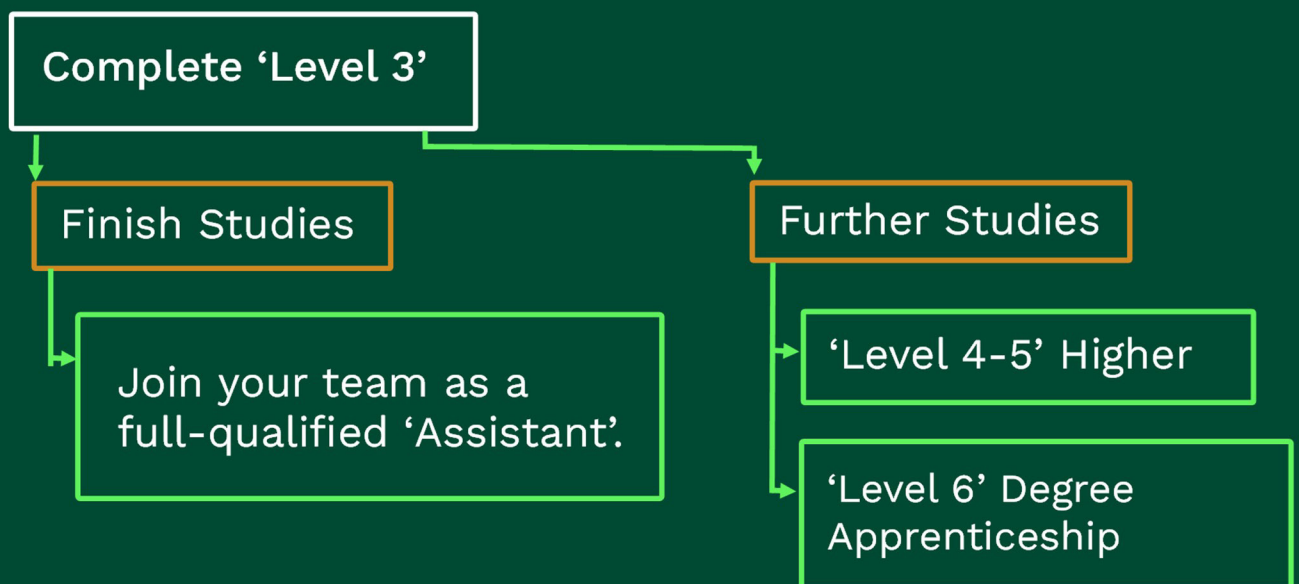 Complete ‘Level 3’
Finish Studies
Further Studies
Join your team as a
full-qualified ‘Assistant’.
‘Level 4-5’ Higher
‘Level 6’ Degree
Apprenticeship